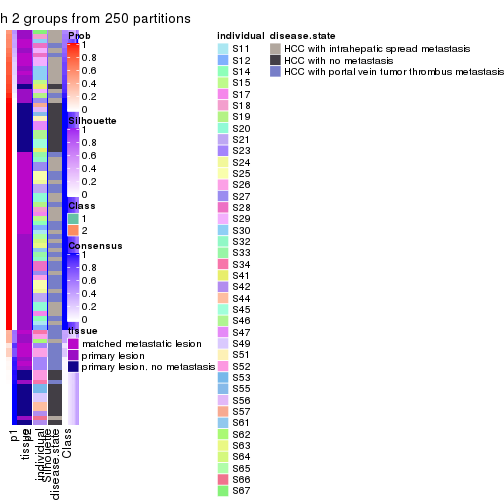 h 2 groups from 250 partitions
Prob
1
0.8
0.6
0.4
0.2
0
Silhouette
1
0.8
0.6
0.4
0.2
0
Class
1
2
Consensus
1
0.8
0.6
0.4
0.2
0
tissue
matched metastatic lesion
primary lesion
primary lesion, no metastasis
individual
S11
S12
S14
S15
S17
S18
S19
S20
S21
S23
S24
S25
S26
S27
S28
S29
S30
S32
S33
S34
S41
S42
S44
S45
S46
S47
S49
S51
S52
S53
S55
S56
S57
S61
S62
S63
S64
S65
S66
S67
disease.state
HCC with intrahepatic spread metastasis
HCC with no metastasis
HCC with portal vein tumor thrombus metastasis
p1
p2
tissue
individual
Silhouette
disease.state
Class